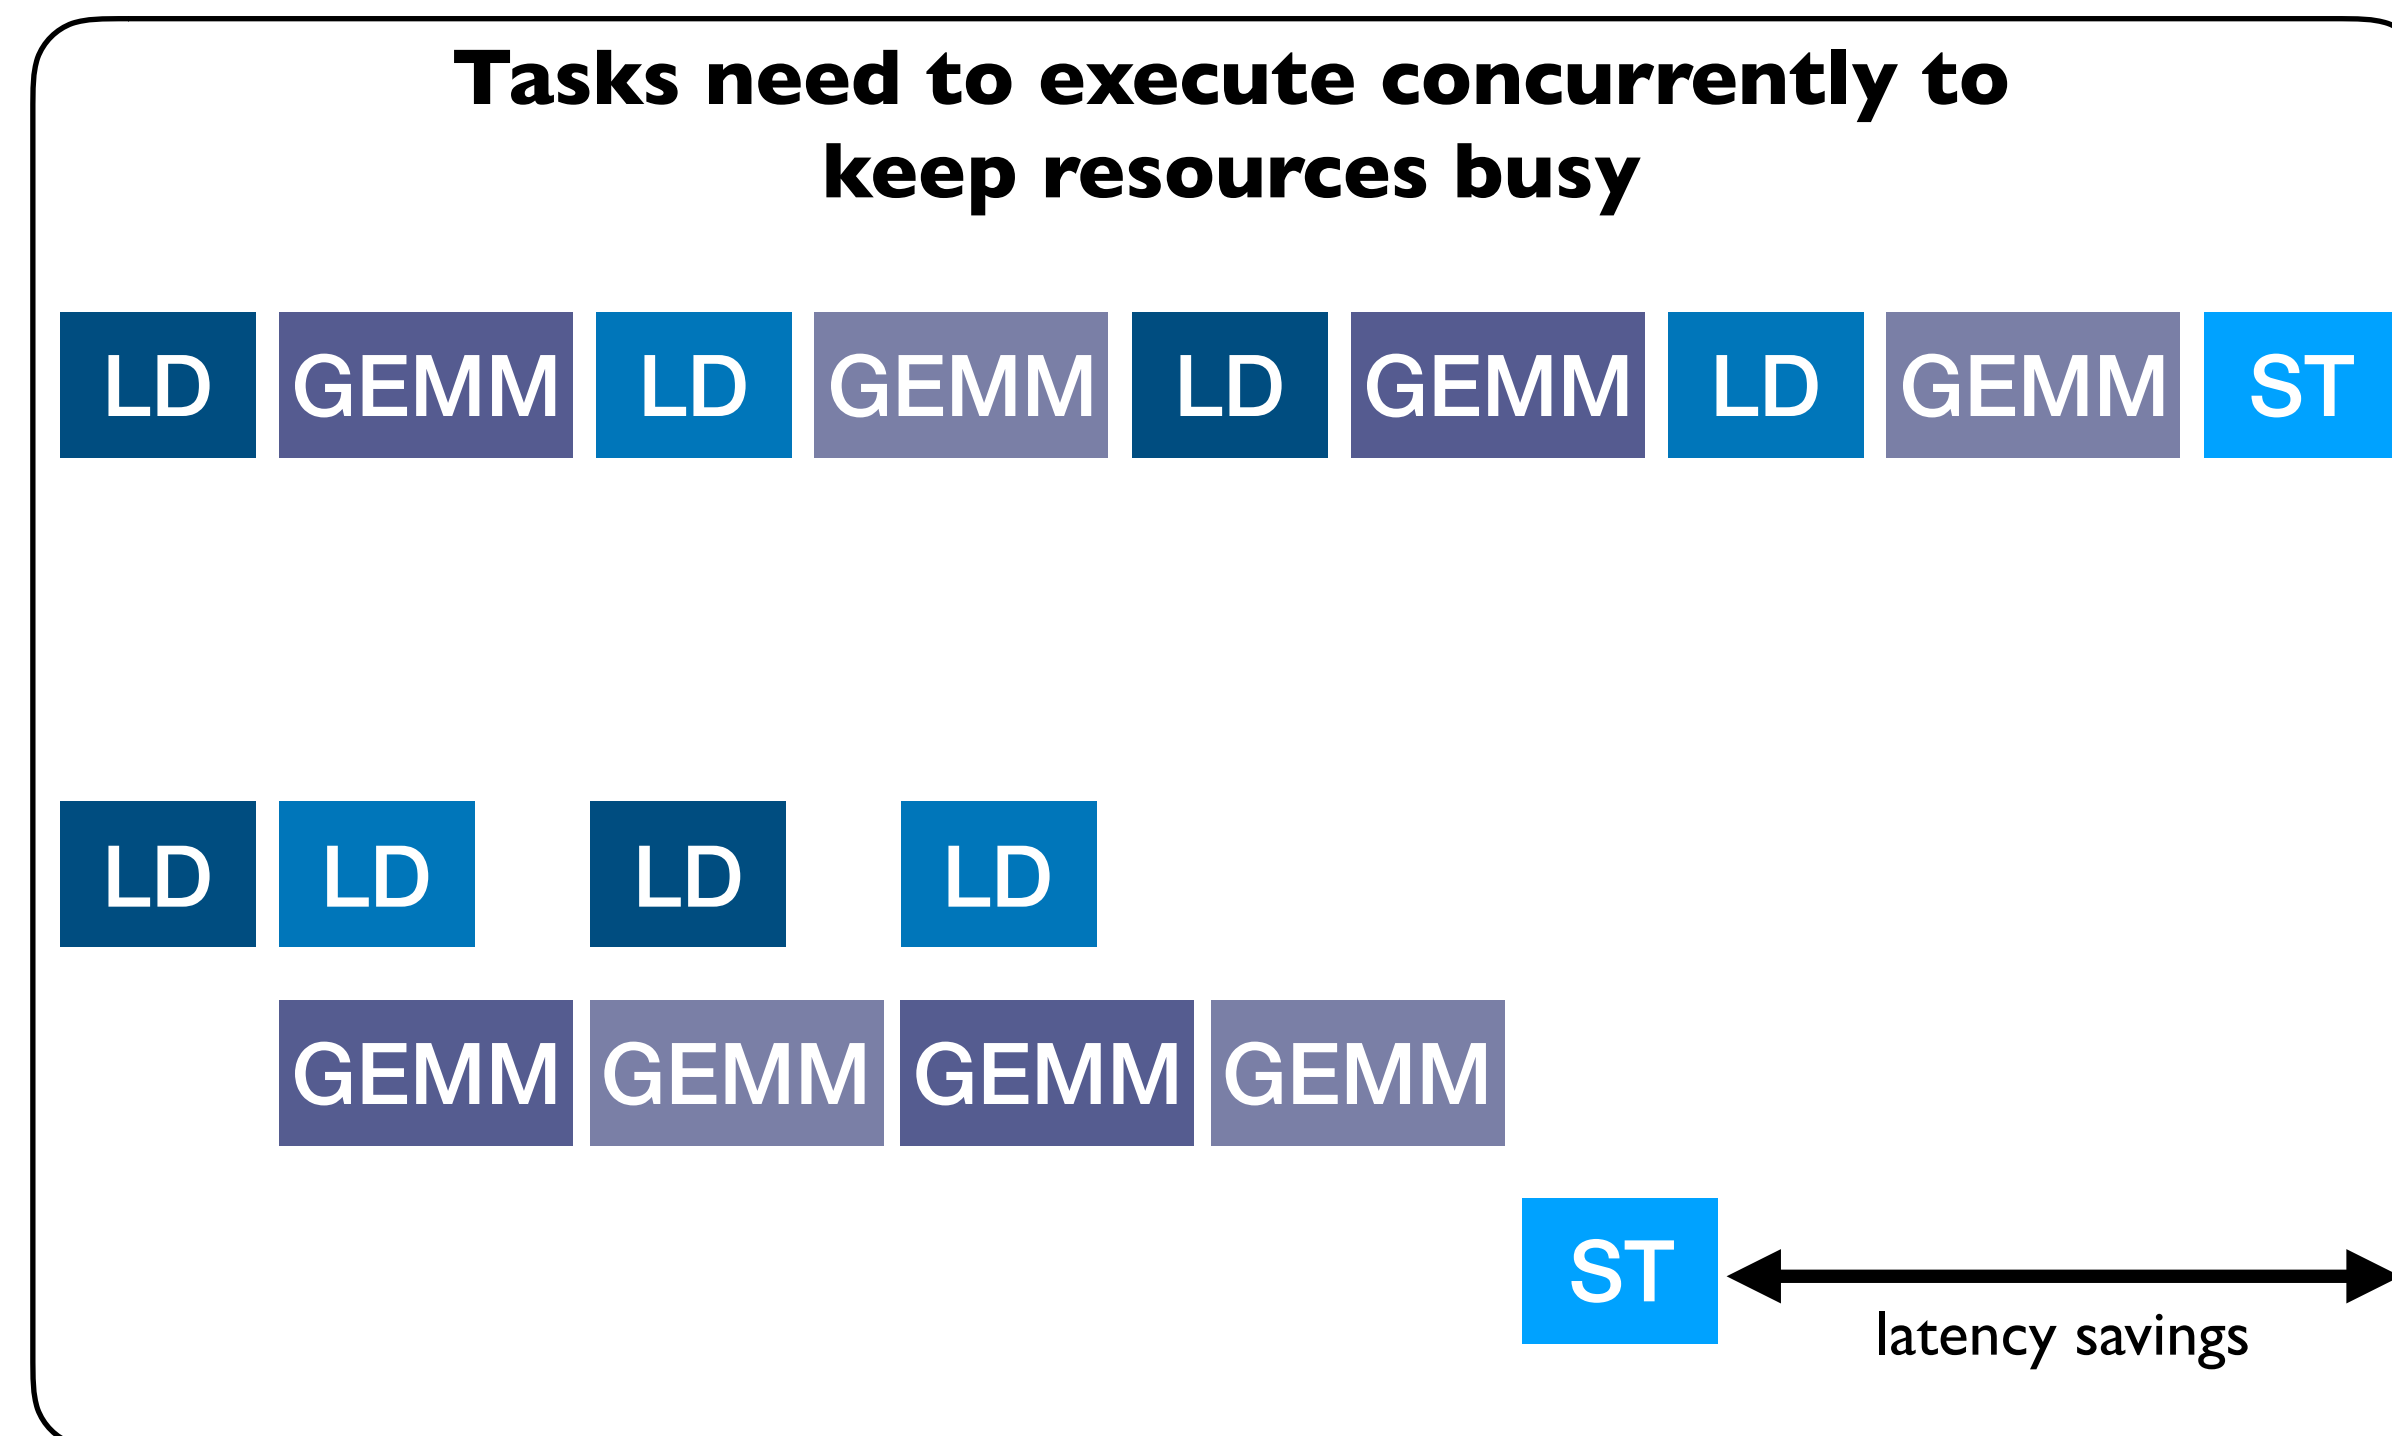 Tasks need to execute concurrently to
keep resources busy
LD GEMM LD GEMM LD GEMM LD GEMM ST
LD LD LD LD
GEMM GEMM GEMM GEMM
ST
latency savings